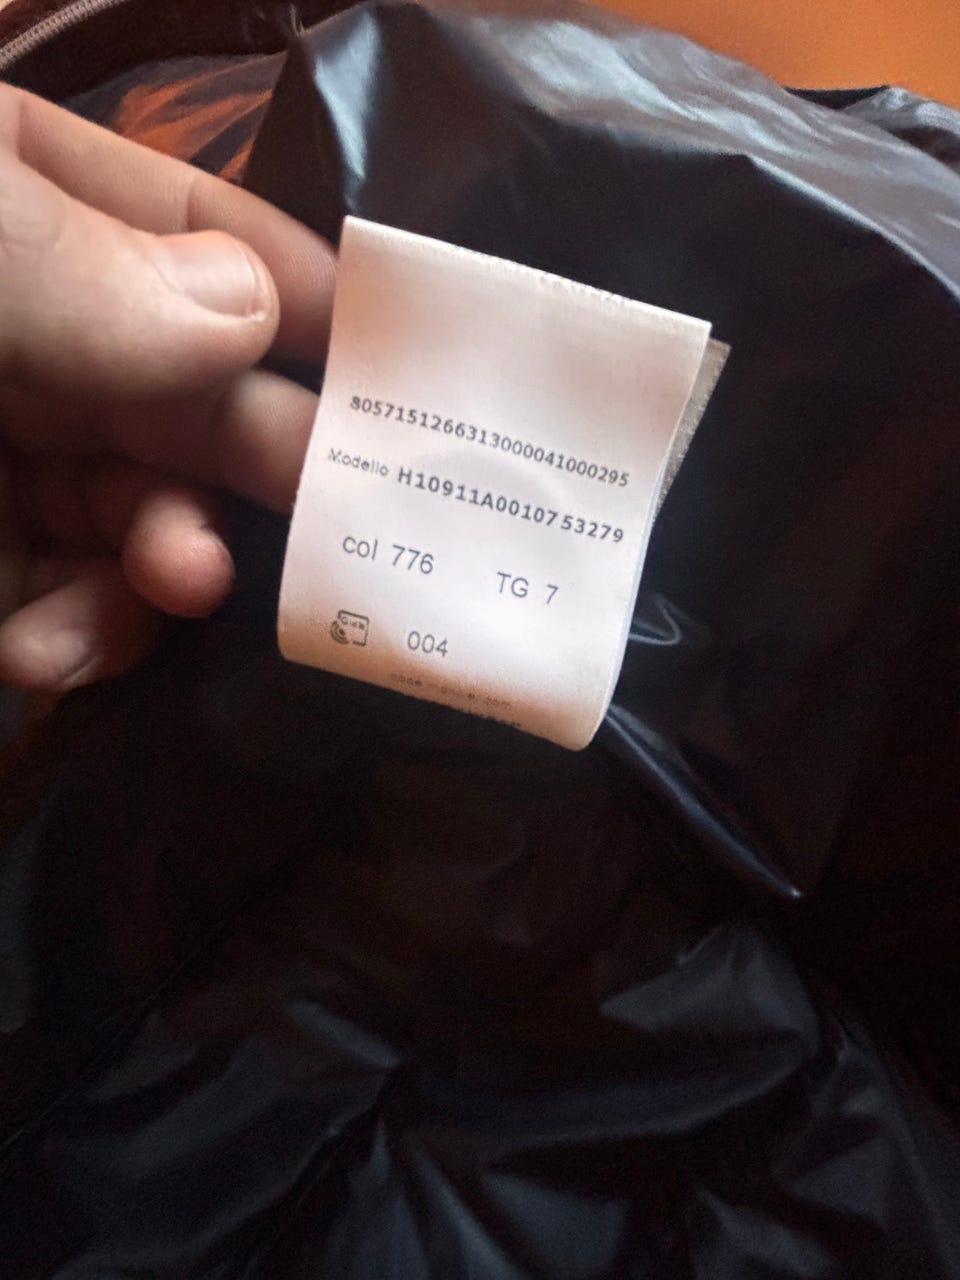 8057151266313000041000295
Modello H10911A0010753279
col 776 TG 7
004